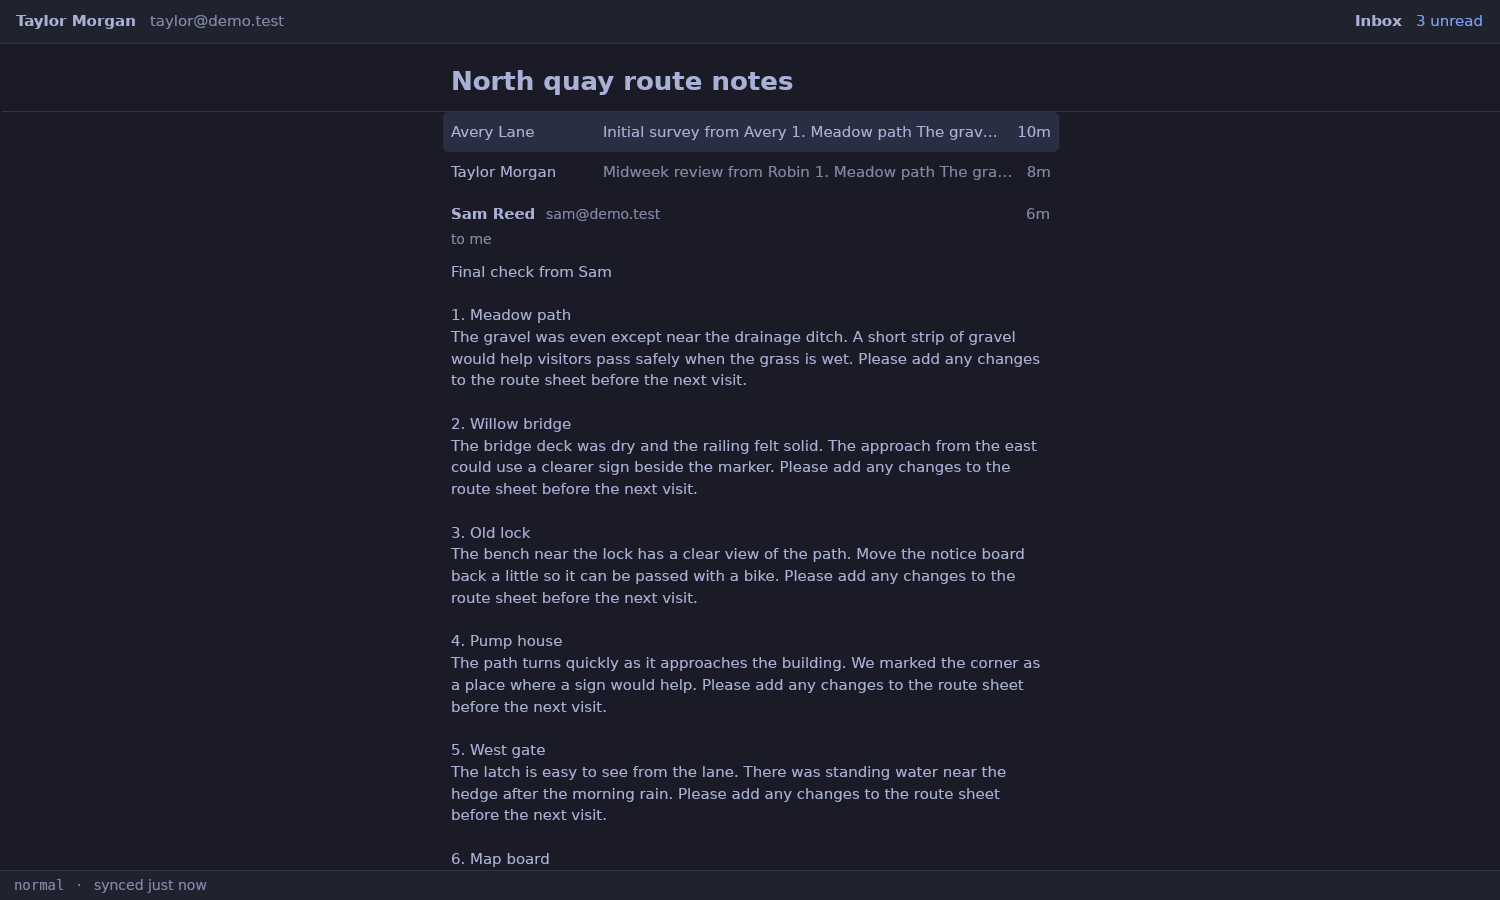 Taylor Morgan taylor@demo.test Inbox 3 unread
North quay route notes
Avery Lane Initial survey from Avery 1. Meadow path The grav… 10m
Taylor Morgan Midweek review from Robin 1. Meadow path The gra… 8m
Sam Reed sam@demo.test 6m
to me
Final check from Sam
1. Meadow path
The gravel was even except near the drainage ditch. A short strip of gravel
would help visitors pass safely when the grass is wet. Please add any changes
to the route sheet before the next visit.
2. Willow bridge
The bridge deck was dry and the railing felt solid. The approach from the east
could use a clearer sign beside the marker. Please add any changes to the
route sheet before the next visit.
3. Old lock
The bench near the lock has a clear view of the path. Move the notice board
back a little so it can be passed with a bike. Please add any changes to the
route sheet before the next visit.
4. Pump house
The path turns quickly as it approaches the building. We marked the corner as
a place where a sign would help. Please add any changes to the route sheet
before the next visit.
5. West gate
The latch is easy to see from the lane. There was standing water near the
hedge after the morning rain. Please add any changes to the route sheet
before the next visit.
6. Map board
normal · synced just now